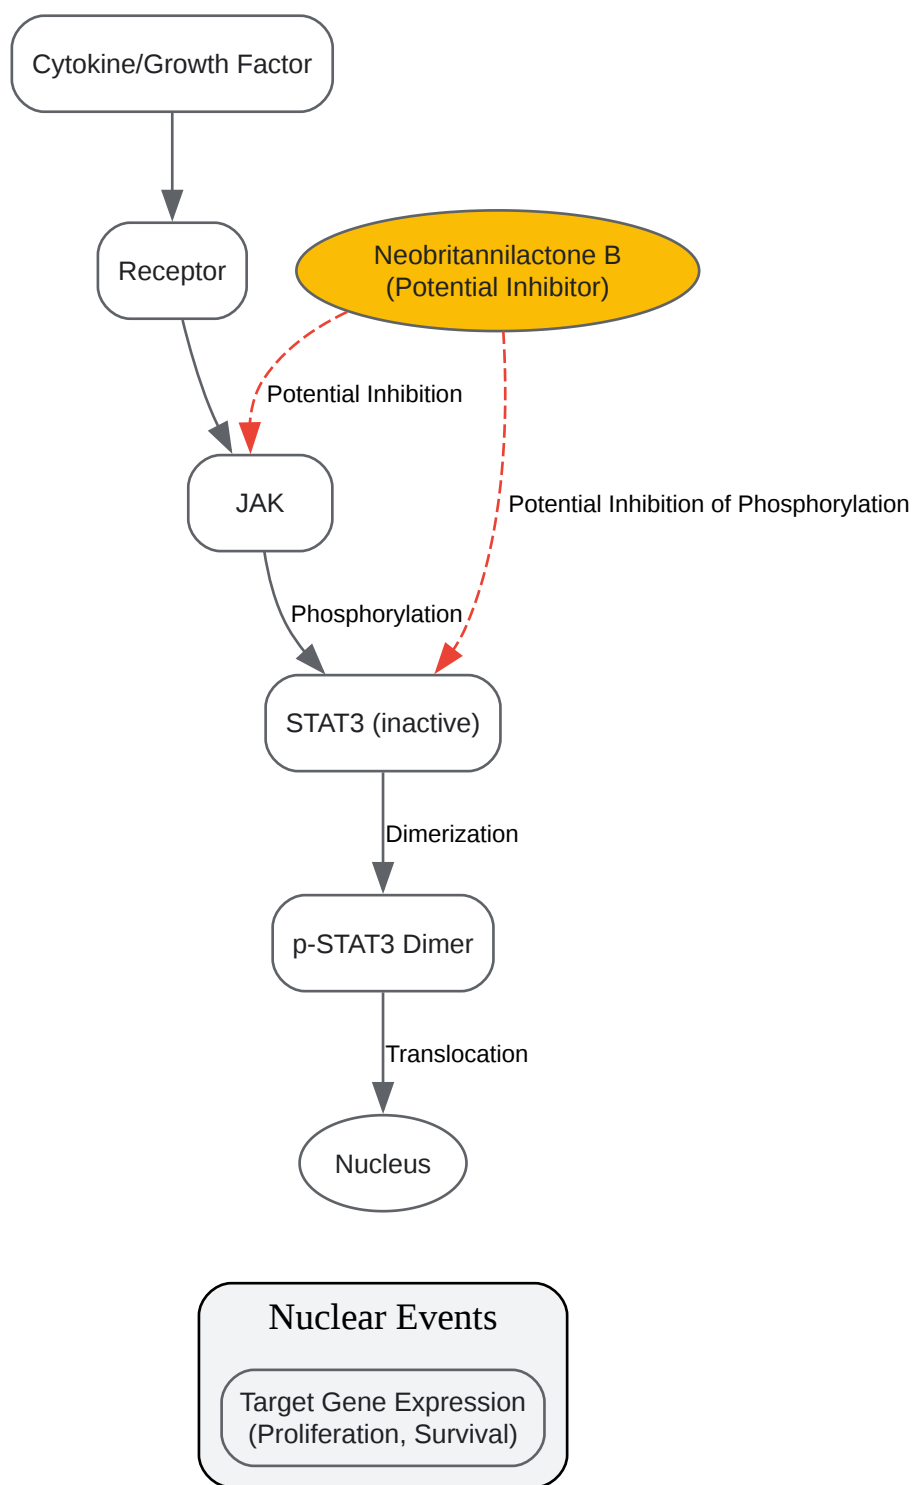 Cytokine/Growth Factor
Receptor
Neobritannilactone B
(Potential Inhibitor)
Potential Inhibition
JAK
Potential Inhibition of Phosphorylation
Phosphorylation
STAT3 (inactive)
Dimerization
p-STAT3 Dimer
Translocation
Nucleus
Nuclear Events
Target Gene Expression
(Proliferation, Survival)